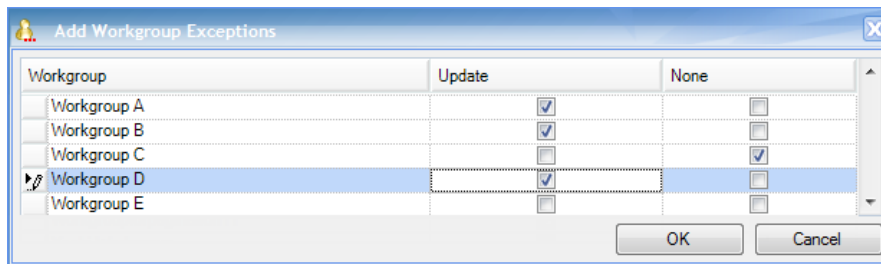 Add Workgroup Exceptions
Workgroup Update None
Workgroup A
Workgroup B
Workgroup C
Workgroup D
Workgroup E
OK Cancel